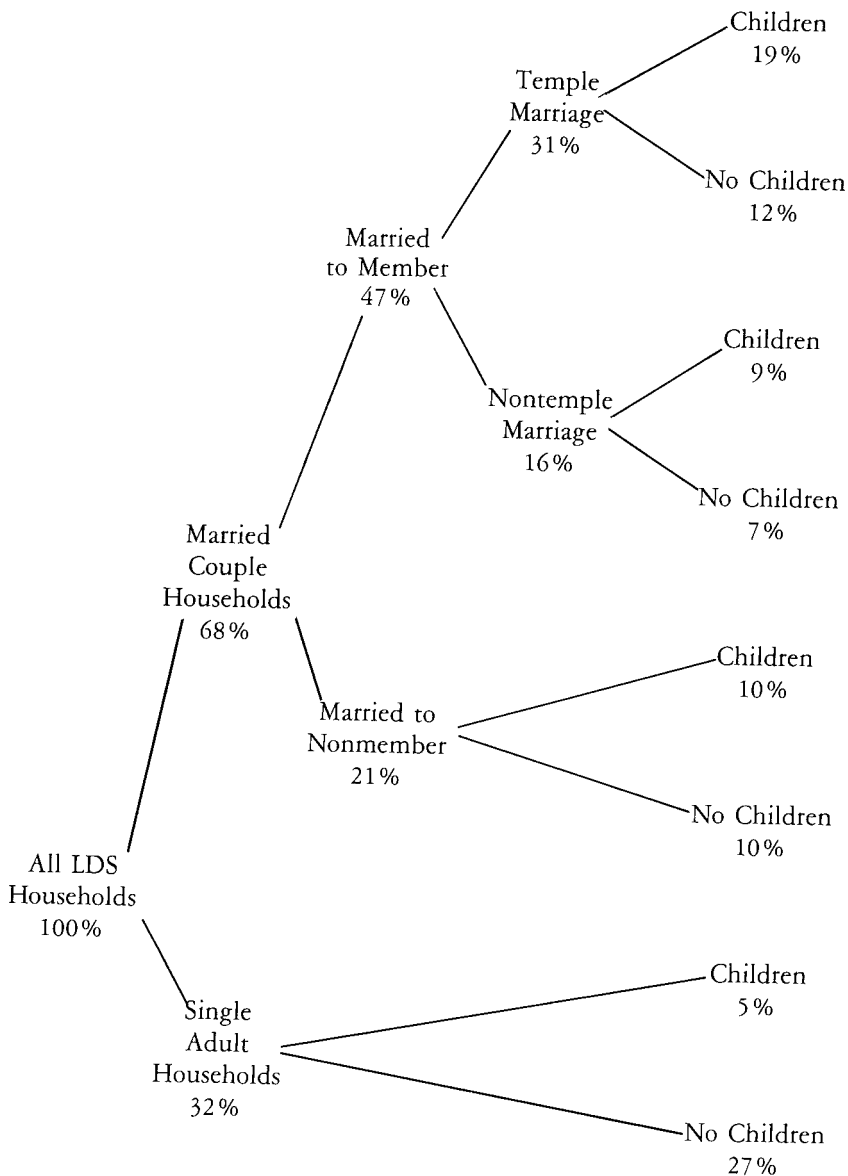 Children
19%
Temple
Marriage
31%
No Children
12%
Married
to Member
47%
Children
9%
Nontemple
Marriage
16%
No Children
7%
Married
Couple
Households
68%
Children
10%
Married to
Nonmember
21%
No Children
10%
All LDS
Households
100%
Children
5%
Single
Adult
Households
32%
No Children
27%